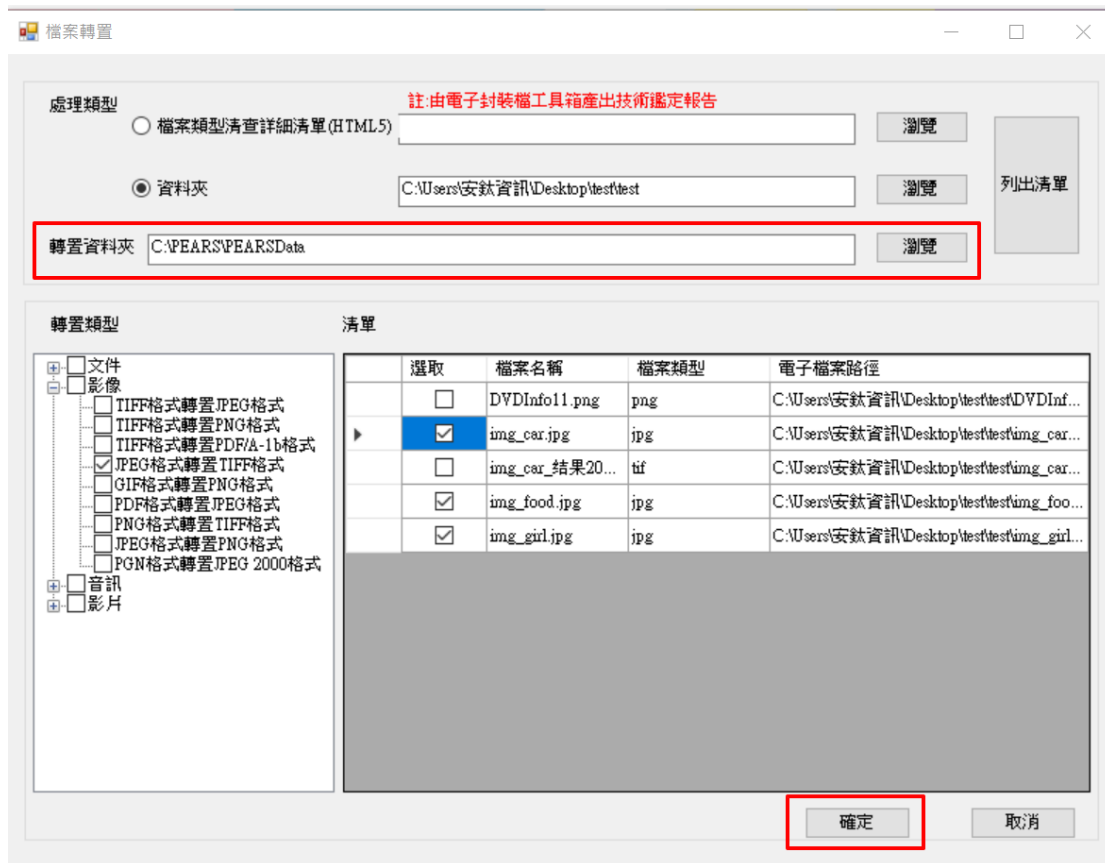 檔案轉置
處理類型
註:由電子封裝檔工具箱產出技術鑑定報告
檔案類型清查詳細清單(HTML5)
瀏覽
資料夾
C:\Users\安鈦資訊\Desktop\test\test
瀏覽
列出清單
轉置資料夾
C:\PEARS\PEARSData
瀏覽
轉置類型
清單
文件
影像
TIFF格式轉置JPEG格式
TIFF格式轉置PNG格式
TIFF格式轉置PDF/A-1b格式
JPEG格式轉置TIFF格式
GIF格式轉置PNG格式
PDF格式轉置JPEG格式
PNG格式轉置TIFF格式
JPEG格式轉置PNG格式
PGN格式轉置JPEG 2000格式
音訊
影片
選取 檔案名稱 檔案類型 電子檔案路徑
DVDInfo11.png png C:\Users\安鈦資訊\Desktop\test\test\DVDInf...
img_car.jpg jpg C:\Users\安鈦資訊\Desktop\test\test\img_car...
img_car_结果20... tif C:\Users\安鈦資訊\Desktop\test\test\img_car...
img_food.jpg jpg C:\Users\安鈦資訊\Desktop\test\test\img_foo...
img_girl.jpg jpg C:\Users\安鈦資訊\Desktop\test\test\img_girl...
確定
取消